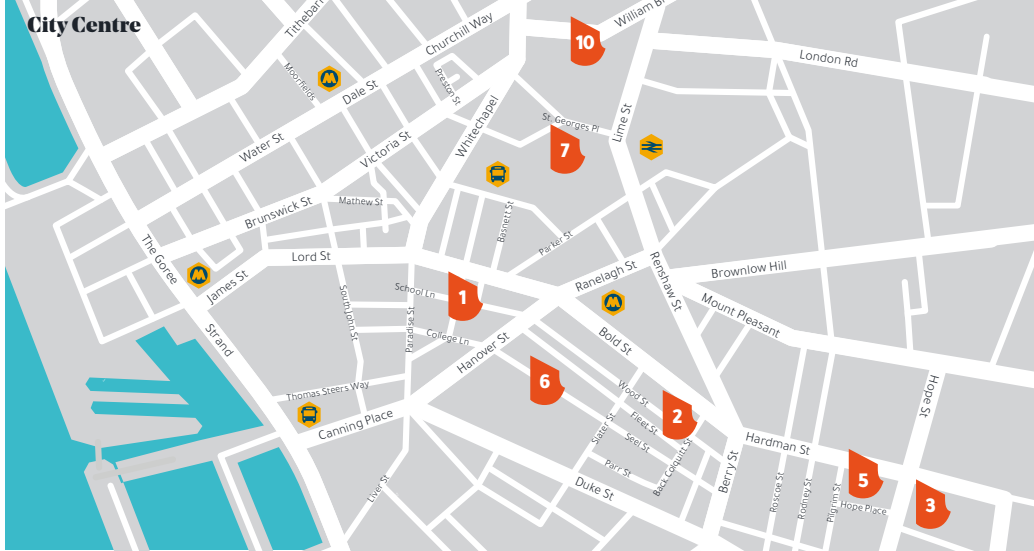 City Centre
Tithebarn
Churchill Way
William B
10
London Rd
Moorfields
M
Dale St
Preston St
Water St
Victoria St
Whitechapel
St. Georges Pl
Lime St
7
Brunswick St
Mathew St
Basnett St
Parker St
The Goree
M
James St
Lord St
Ranelagh St
Renshaw St
Brownlow Hill
School Ln
1
M
Mount Pleasant
South John St
Paradise St
College Ln
Hanover St
Bold St
Strand
Thomas Steers Way
6
Wood St
2
Hope St
Canning Place
Slater St
Fleet St
Seel St
Back Colquitt St
Hardman St
Berry St
Parr St
Liver St
Duke St
Roscoe St
Rodney St
Pilgrim St
5
Hope Place
3